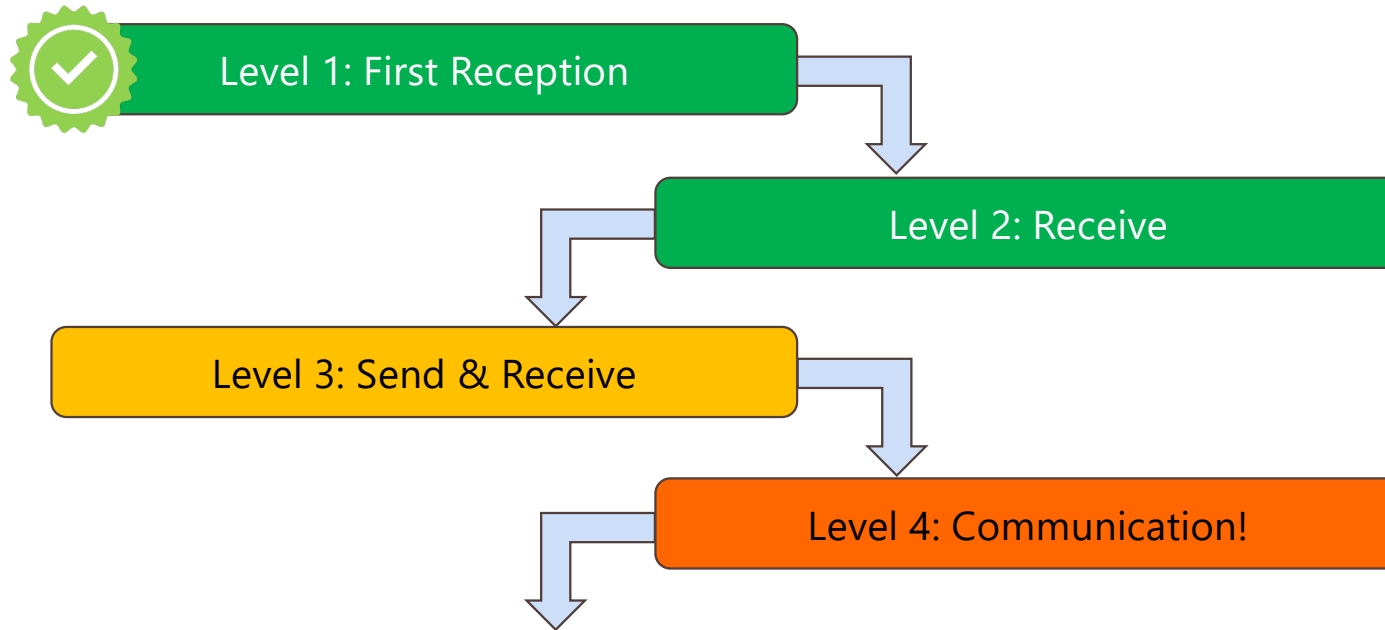 Level 1: First Reception
Level 2: Receive
Level 3: Send & Receive
Level 4: Communication!